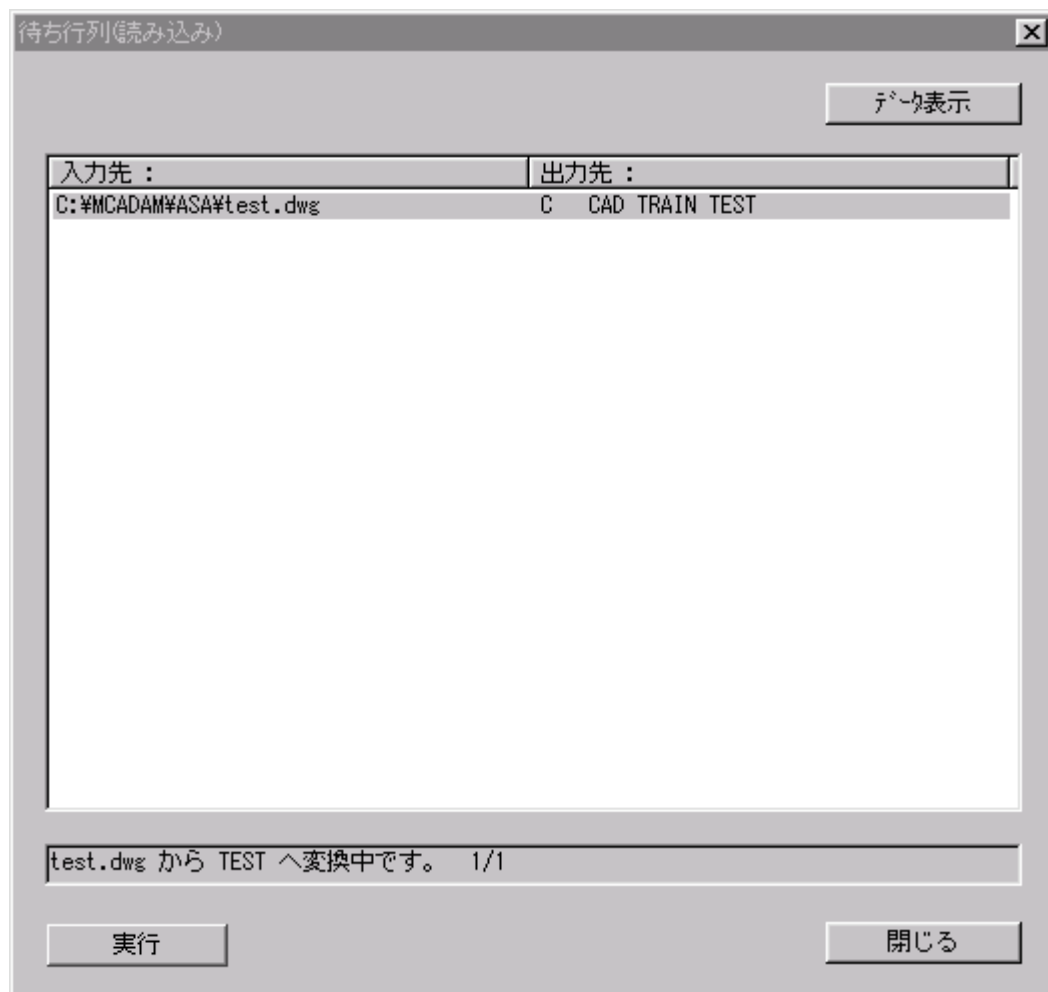 待ち行列(読み込み)
ﾃﾞｰﾀ表示
入力先 : 出力先 :
C:¥MCADAM¥ASA¥test.dwg C CAD TRAIN TEST
test.dwg から TEST へ変換中です。 1/1
実行 閉じる